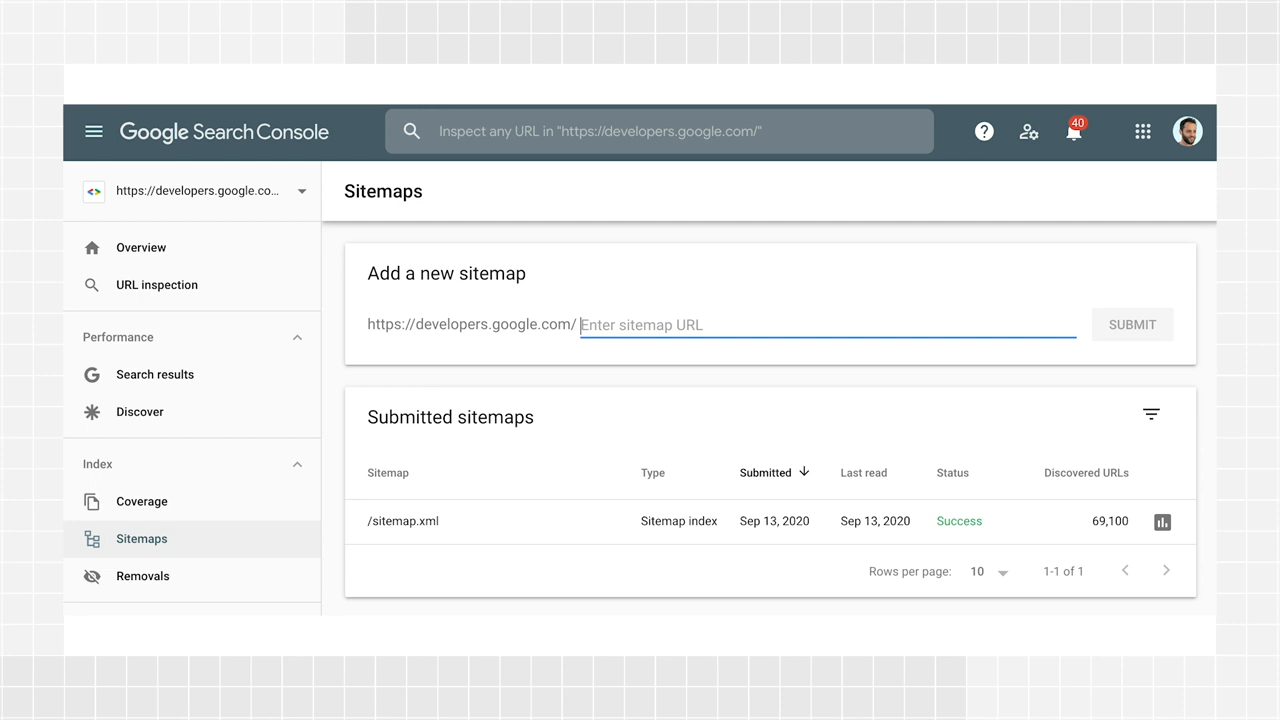 Google Search Console
Inspect any URL in "https://developers.google.com/"
40
https://developers.google.co...
Sitemaps
Overview
URL inspection
Performance
Search results
Discover
Index
Coverage
Sitemaps
Removals
Add a new sitemap
https://developers.google.com/ Enter sitemap URL
SUBMIT
Submitted sitemaps
Sitemap Type Submitted Last read Status Discovered URLs
/sitemap.xml Sitemap index Sep 13, 2020 Sep 13, 2020 Success 69,100
Rows per page: 10 1-1 of 1